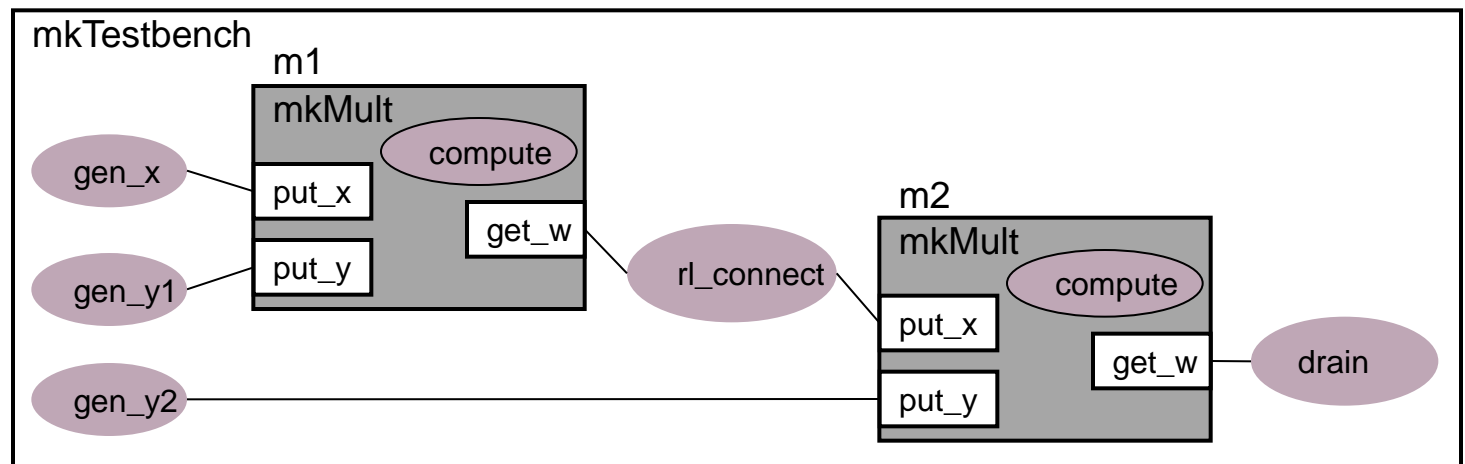 mkTestbench
m1
mkMult
compute
gen_x
put_x
get_w
put_y
gen_y1
m2
mkMult
rl_connect
compute
put_x
get_w
drain
gen_y2
put_y